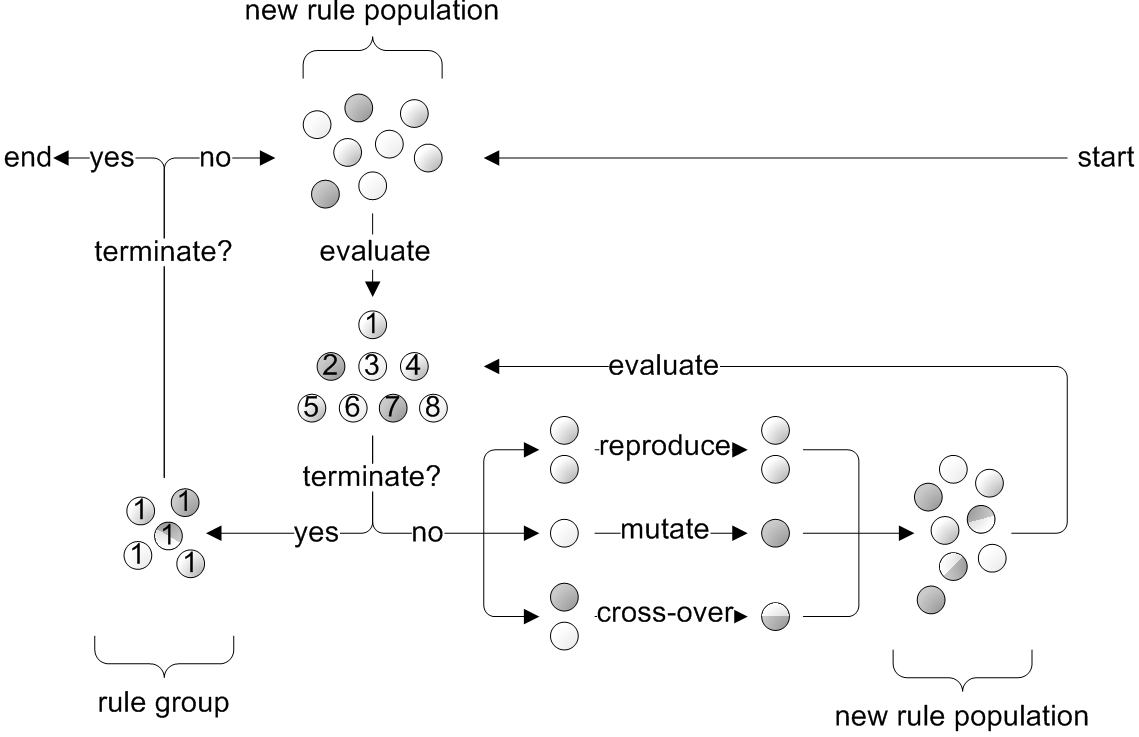 new rule population
end
yes
no
start
terminate?
evaluate
1
2 3 4
evaluate
5 6 7 8
reproduce
terminate?
1 1
1
1 1
yes
no
mutate
cross-over
rule group
new rule population